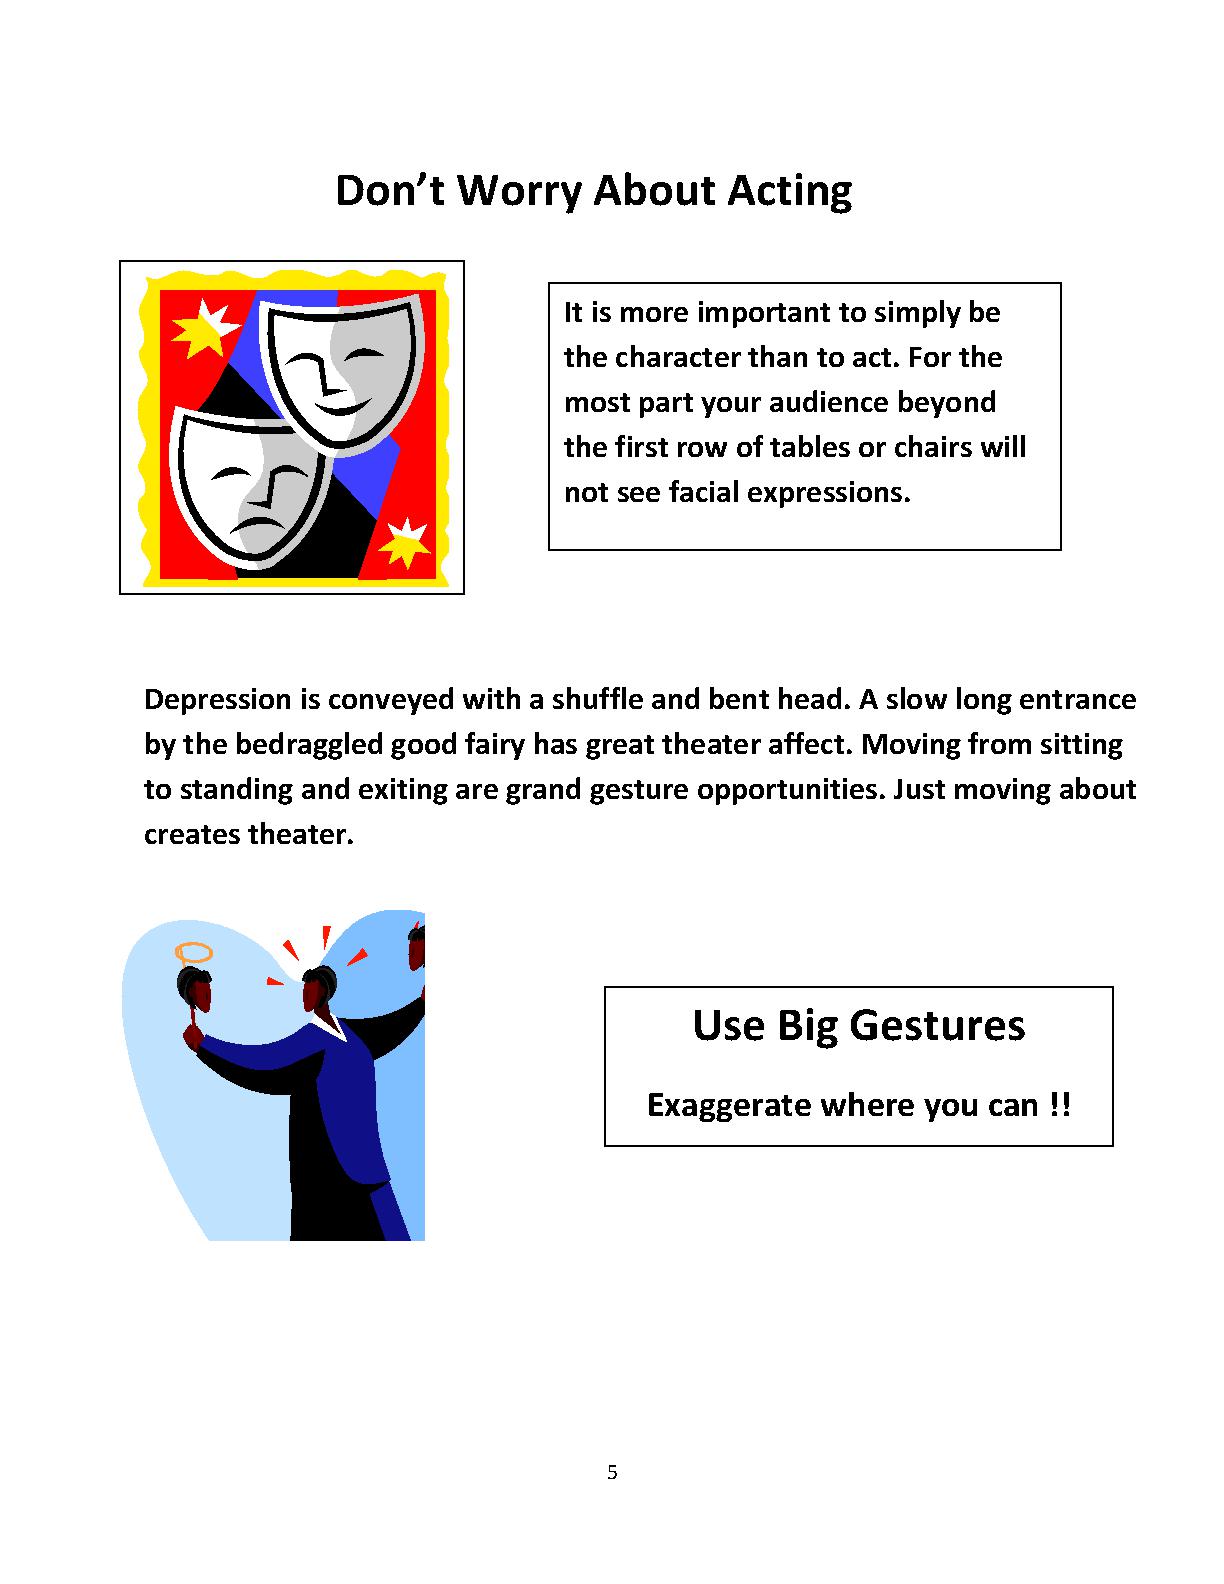 Don’t Worry About Acting
It is more important to simply be
the character than to act. For the
most part your audience beyond
the first row of tables or chairs will
not see facial expressions.
Depression is conveyed with a shuffle and bent head. A slow long entrance
by the bedraggled good fairy has great theater affect. Moving from sitting
to standing and exiting are grand gesture opportunities. Just moving about
creates theater.
Use Big Gestures
Exaggerate where you can !!
5